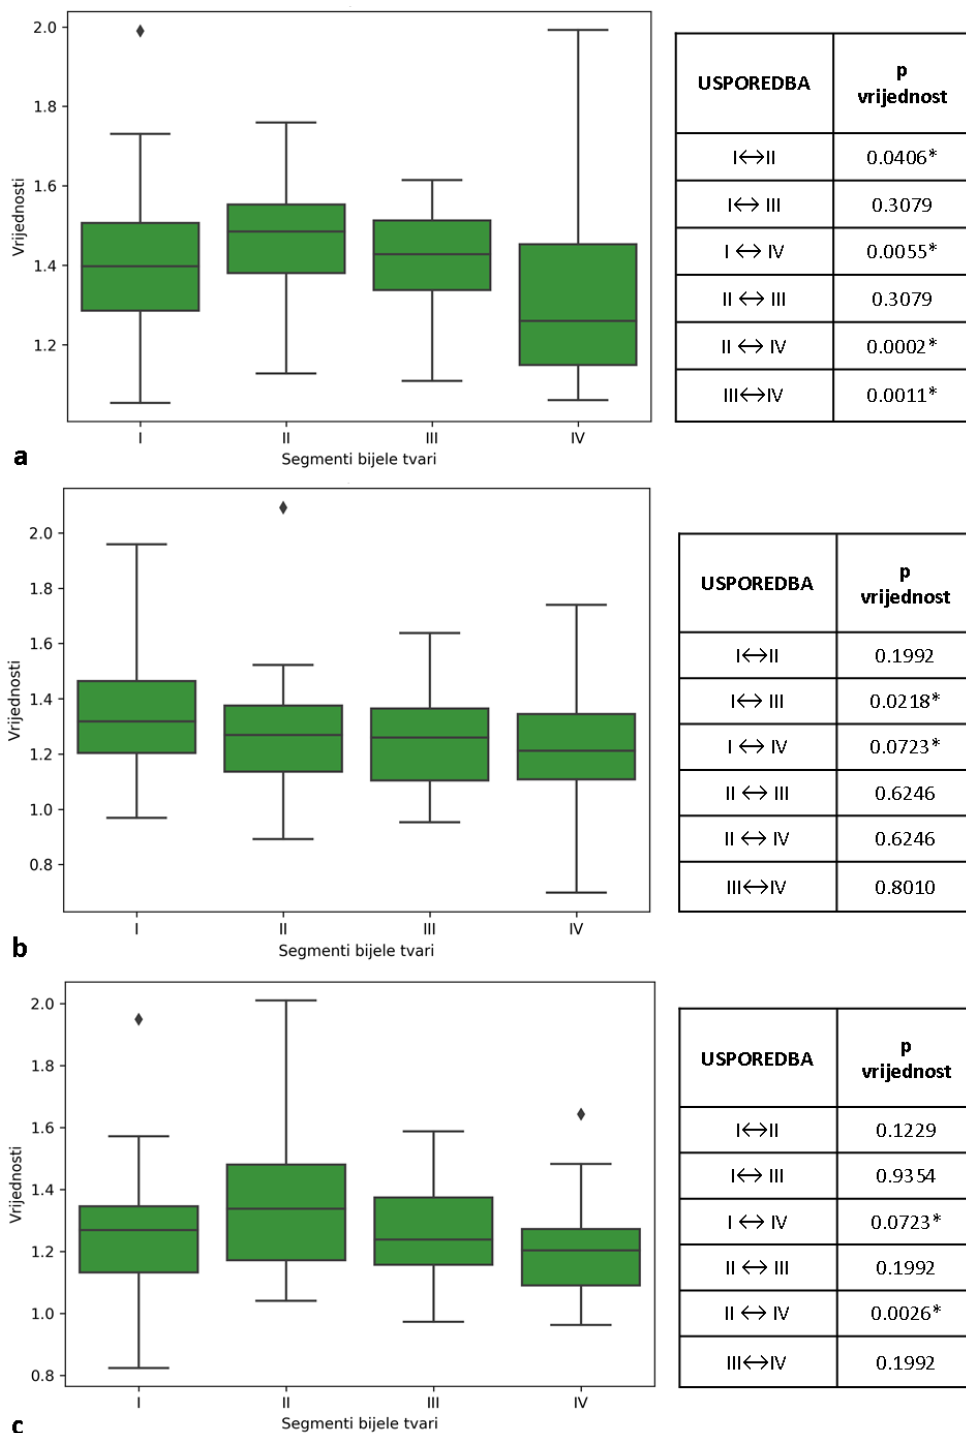 2.0
1.8
1.6
1.4
1.2
Vrijednosti
I II III IV
Segmenti bijele tvari
a
USPOREDBA p vrijednost
I↔II 0.0406*
I↔ III 0.3079
I ↔ IV 0.0055*
II ↔ III 0.3079
II ↔ IV 0.0002*
III↔IV 0.0011*
2.0
1.8
1.6
1.4
1.2
1.0
0.8
Vrijednosti
I II III IV
Segmenti bijele tvari
b
USPOREDBA p vrijednost
I↔II 0.1992
I↔ III 0.0218*
I ↔ IV 0.0723*
II ↔ III 0.6246
II ↔ IV 0.6246
III↔IV 0.8010
2.0
1.8
1.6
1.4
1.2
1.0
0.8
Vrijednosti
I II III IV
Segmenti bijele tvari
c
USPOREDBA p vrijednost
I↔II 0.1229
I↔ III 0.9354
I ↔ IV 0.0723*
II ↔ III 0.1992
II ↔ IV 0.0026*
III↔IV 0.1992